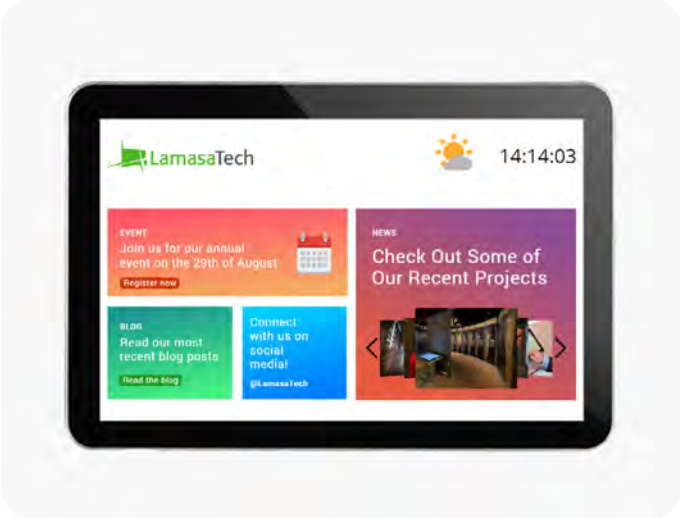 LamasaTech
14:14:03
EVENT
Join us for our annual
event on the 29th of August
Register now
NEWS
Check Out Some of
Our Recent Projects
BLOG
Read our most
recent blog posts
Read the blog
Connect
with us on
social
media!
@LamasaTech